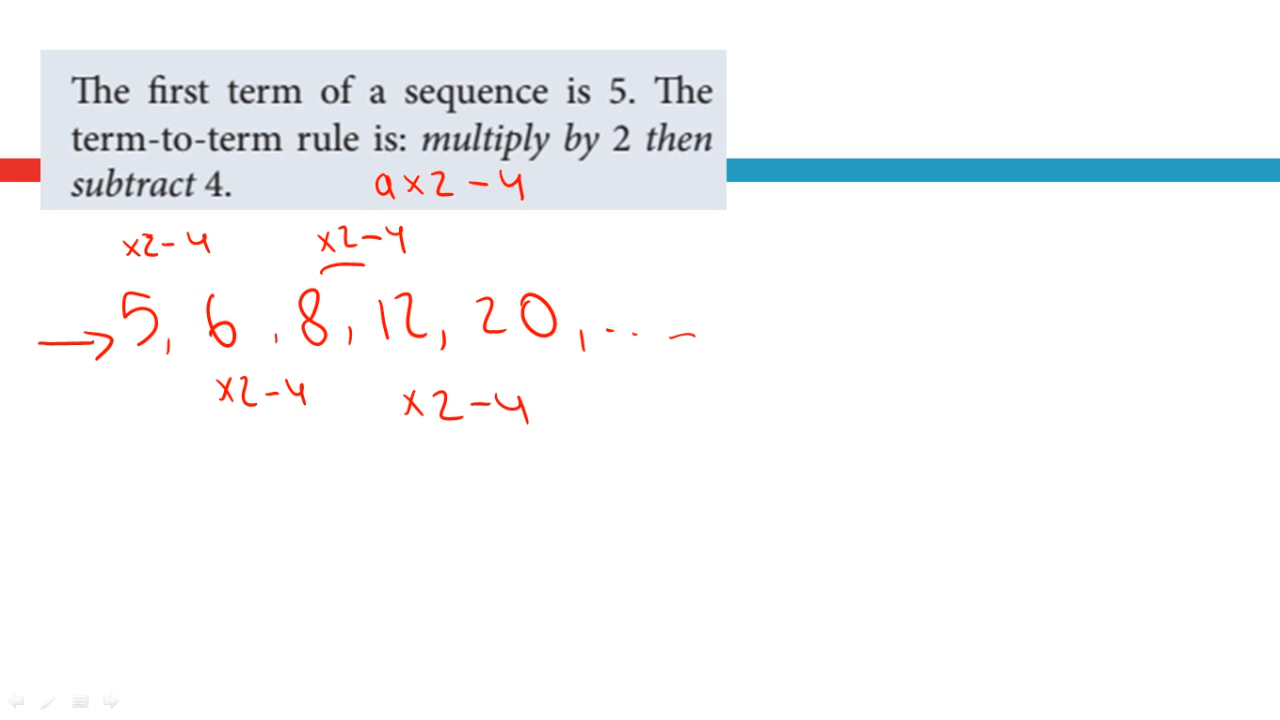 The first term of a sequence is 5. The
term-to-term rule is: multiply by 2 then
subtract 4. a×2-4
×2-4 ×2-4
→ 5, 6, 8, 12, 20, ...
×2-4 ×2-4